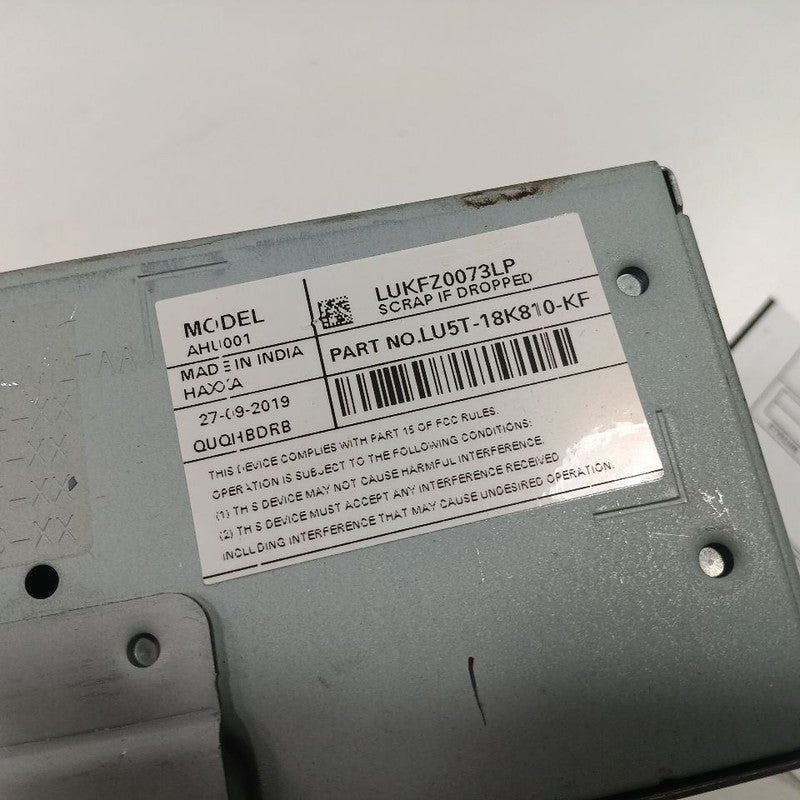 MODEL
AHU001
MADE IN INDIA
HAXXA
27-09-2019
QUQHBDRB
LUKFZ0073LP
SCRAP IF DROPPED
PART NO.LU5T-18K810-KF
THIS DEVICE COMPLIES WITH PART 15 OF FCC RULES.
OPERATION IS SUBJECT TO THE FOLLOWING CONDITIONS:
(1) THIS DEVICE MAY NOT CAUSE HARMFUL INTERFERENCE.
(2) THIS DEVICE MUST ACCEPT ANY INTERFERENCE RECEIVED
INCLUDING INTERFERENCE THAT MAY CAUSE UNDESIRED OPERATION.